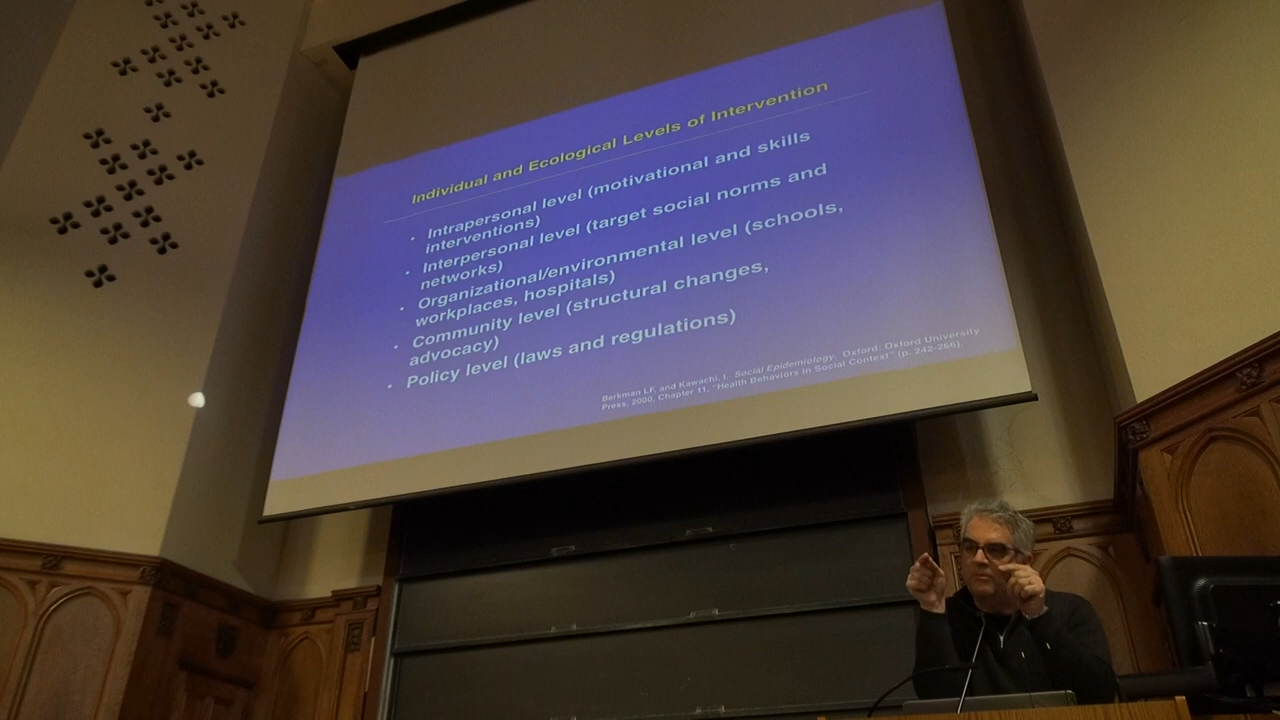 Individual and Ecological Levels of Intervention
• Intrapersonal level (motivational and skills
interventions)
• Interpersonal level (target social norms and
networks)
• Organizational/environmental level (schools,
workplaces, hospitals)
• Community level (structural changes,
advocacy)
• Policy level (laws and regulations)
Berkman LF, and Kawachi, I. Social Epidemiology. Oxford: Oxford University
Press, 2000, Chapter 11, "Health Behaviors in Social Context" (p. 242-266).